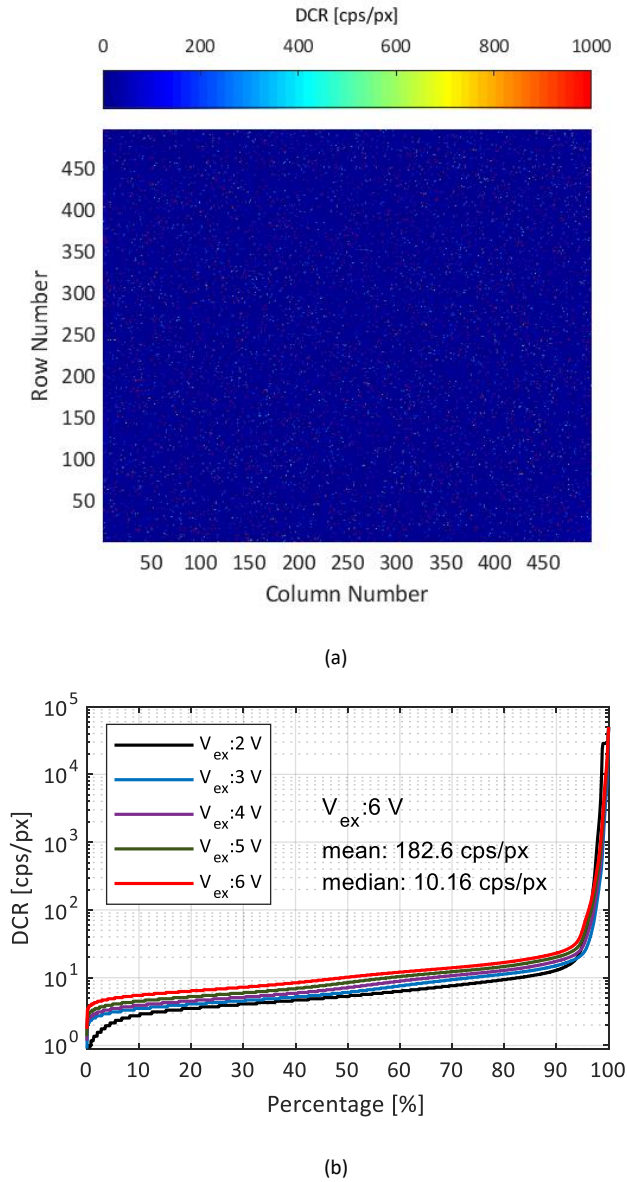 DCR [cps/px]
0 200 400 600 800 1000
450
400
350
300
250
200
150
100
50
Row Number
50 100 150 200 250 300 350 400 450
Column Number
(a)
10^5
10^4
10^3
10^2
10^1
10^0
DCR [cps/px]
V_ex:2 V
V_ex:3 V
V_ex:4 V
V_ex:5 V
V_ex:6 V
V_ex:6 V
mean: 182.6 cps/px
median: 10.16 cps/px
0 10 20 30 40 50 60 70 80 90 100
Percentage [%]
(b)